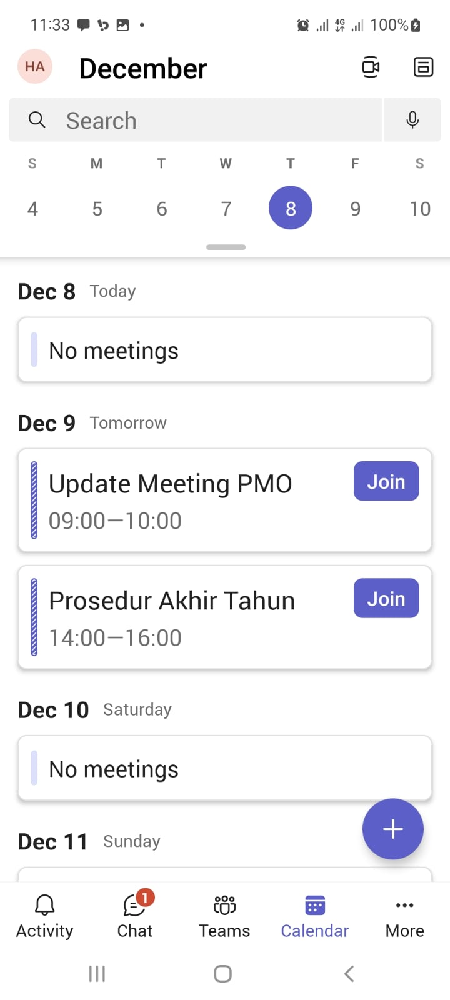 11:33 4G 100%
HA December
Search
S M T W T F S
4 5 6 7 8 9 10
Dec 8 Today
No meetings
Dec 9 Tomorrow
Update Meeting PMO Join
09:00—10:00
Prosedur Akhir Tahun Join
14:00—16:00
Dec 10 Saturday
No meetings
Dec 11 Sunday
1
Activity Chat Teams Calendar More